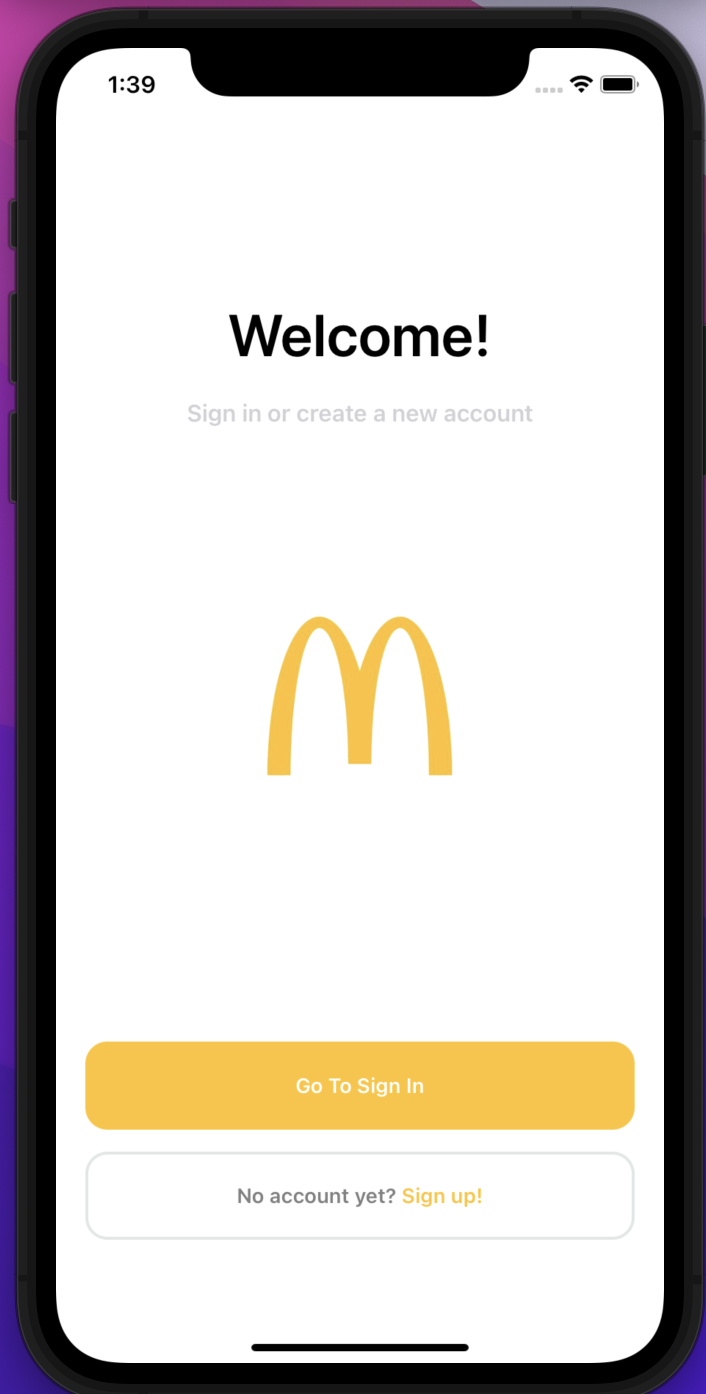 1:39
Welcome!
Sign in or create a new account
Go To Sign In
No account yet? Sign up!